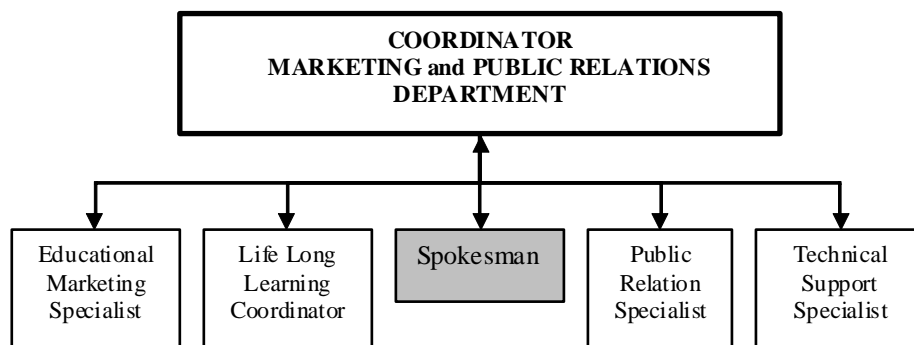 COORDINATOR
MARKETING and PUBLIC RELATIONS
DEPARTMENT
Educational
Marketing
Specialist
Life Long
Learning
Coordinator
Spokesman
Public
Relation
Specialist
Technical
Support
Specialist